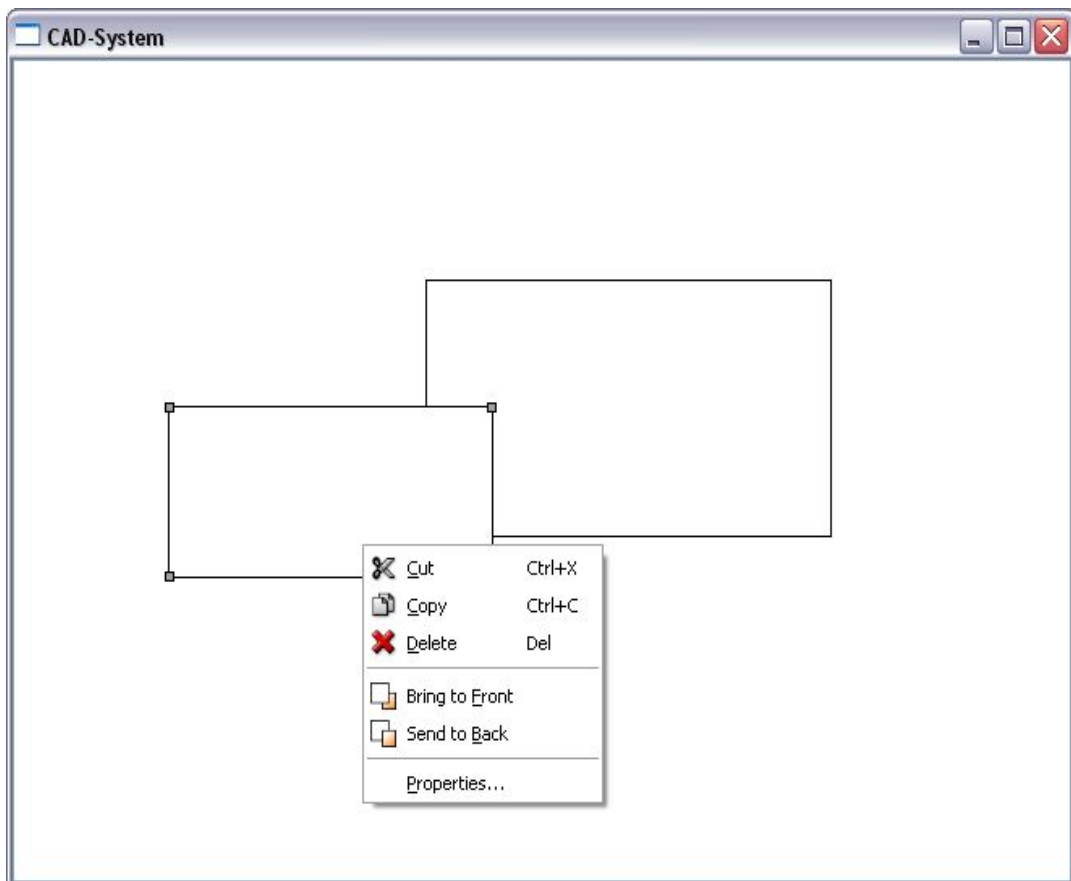 CAD-System
Cut Ctrl+X
Copy Ctrl+C
Delete Del
Bring to Front
Send to Back
Properties...